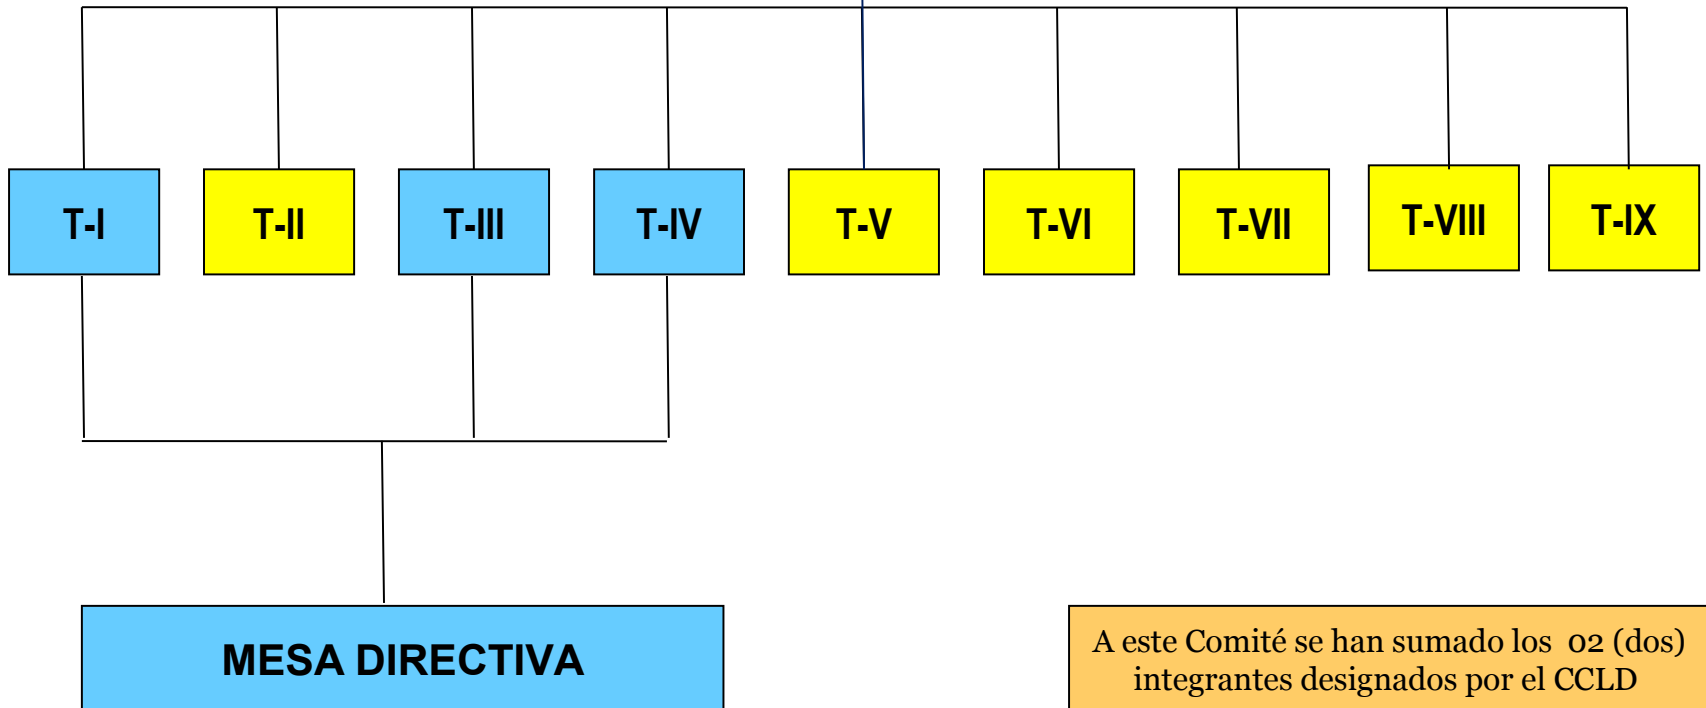 T-I
T-II
T-III
T-IV
T-V
T-VI
T-VII
T-VIII
T-IX
MESA DIRECTIVA
A este Comité se han sumado los 02 (dos)
integrantes designados por el CCLD